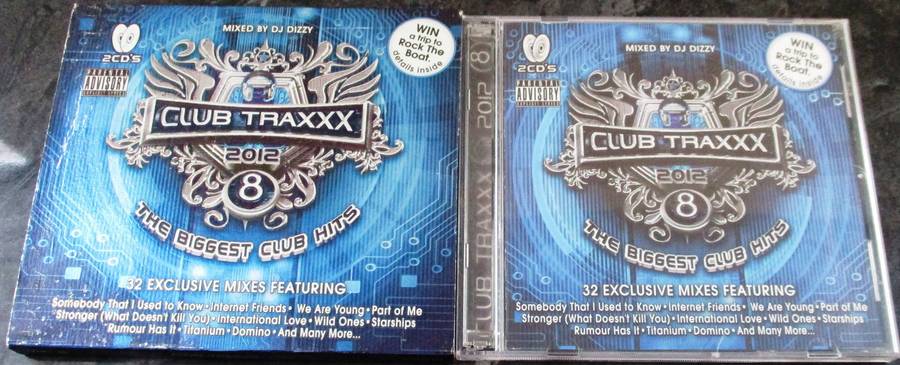 MIXED BY DJ DIZZY
WIN
a trip to
Rock The
Boat.
details inside
2CD'S
PARENTAL
ADVISORY
EXPLICIT LYRICS
CLUB TRAXXX
2012
8
THE BIGGEST CLUB HITS
32 EXCLUSIVE MIXES FEATURING
Somebody That I Used to Know • Internet Friends • We Are Young • Part of Me
Stronger (What Doesn't Kill You) • International Love • Wild Ones • Starships
Rumour Has It • Titanium • Domino • And Many More...
CLUB TRAXXX 2012 8
MIXED BY DJ DIZZY
WIN
a trip to
Rock The
Boat.
details inside
2CD'S
PARENTAL
ADVISORY
EXPLICIT LYRICS
CLUB TRAXXX
2012
8
THE BIGGEST CLUB HITS
32 EXCLUSIVE MIXES FEATURING
Somebody That I Used to Know • Internet Friends • We Are Young • Part of Me
Stronger (What Doesn't Kill You) • International Love • Wild Ones • Starships
Rumour Has It • Titanium • Domino • And Many More...